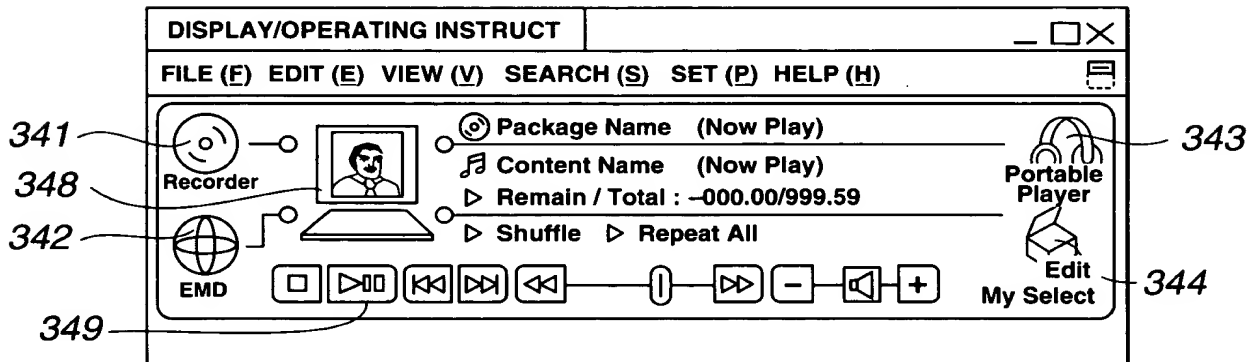 DISPLAY/OPERATING INSTRUCT
FILE (F) EDIT (E) VIEW (V) SEARCH (S) SET (P) HELP (H)
341
348
342
349
Recorder
EMD
Package Name (Now Play)
Content Name (Now Play)
Remain / Total : –000.00/999.59
Shuffle Repeat All
Portable
Player
Edit
My Select
343
344